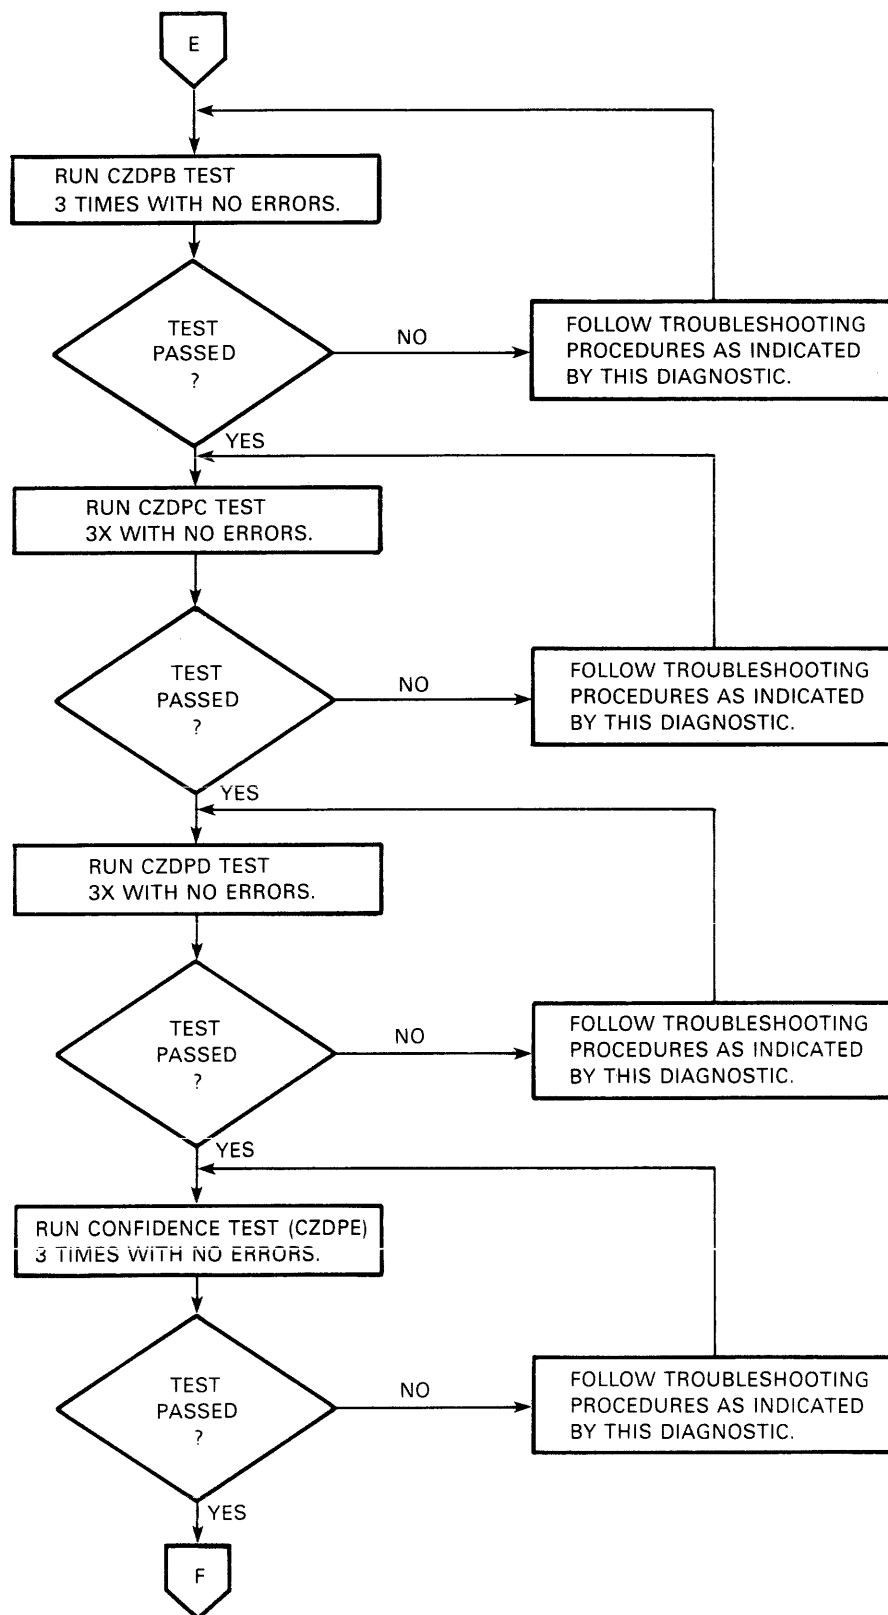 E
RUN CZDPB TEST
3 TIMES WITH NO ERRORS.
TEST
PASSED
?
NO
FOLLOW TROUBLESHOOTING
PROCEDURES AS INDICATED
BY THIS DIAGNOSTIC.
YES
RUN CZDPC TEST
3X WITH NO ERRORS.
TEST
PASSED
?
NO
FOLLOW TROUBLESHOOTING
PROCEDURES AS INDICATED
BY THIS DIAGNOSTIC.
YES
RUN CZDPD TEST
3X WITH NO ERRORS.
TEST
PASSED
?
NO
FOLLOW TROUBLESHOOTING
PROCEDURES AS INDICATED
BY THIS DIAGNOSTIC.
YES
RUN CONFIDENCE TEST (CZDPE)
3 TIMES WITH NO ERRORS.
TEST
PASSED
?
NO
FOLLOW TROUBLESHOOTING
PROCEDURES AS INDICATED
BY THIS DIAGNOSTIC.
YES
F